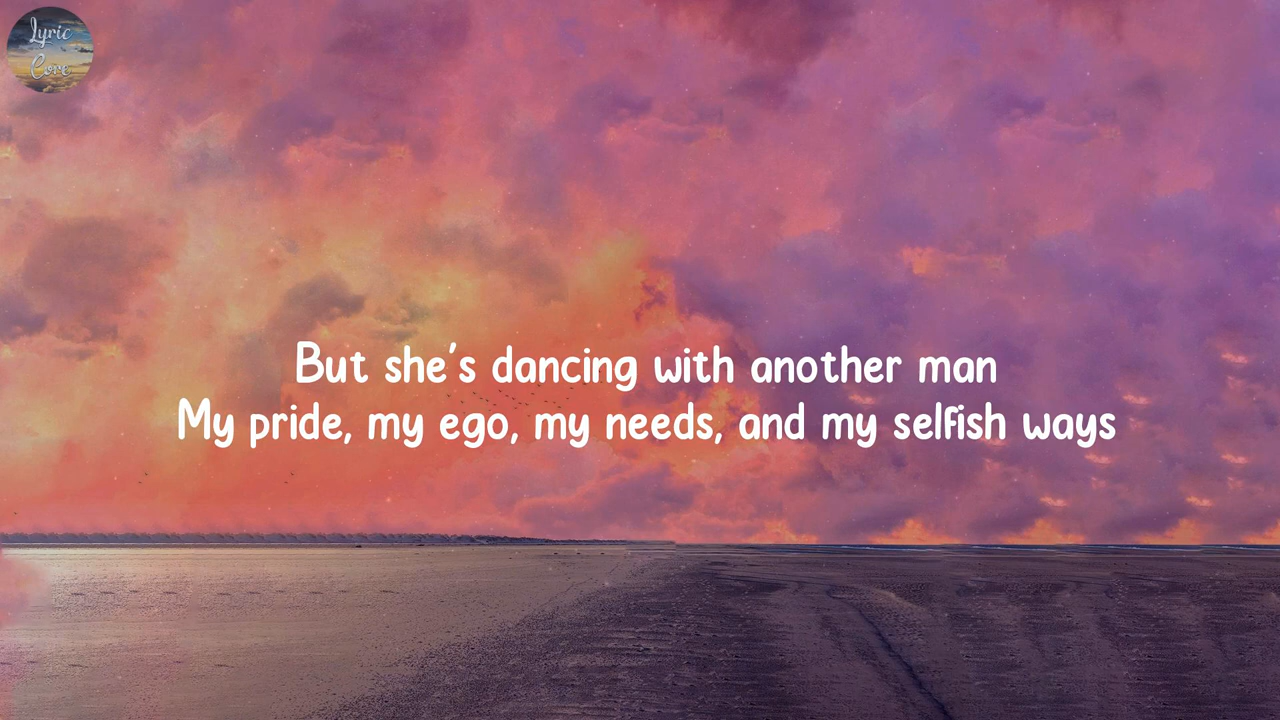 Lyric
Core
But she's dancing with another man
My pride, my ego, my needs, and my selfish ways